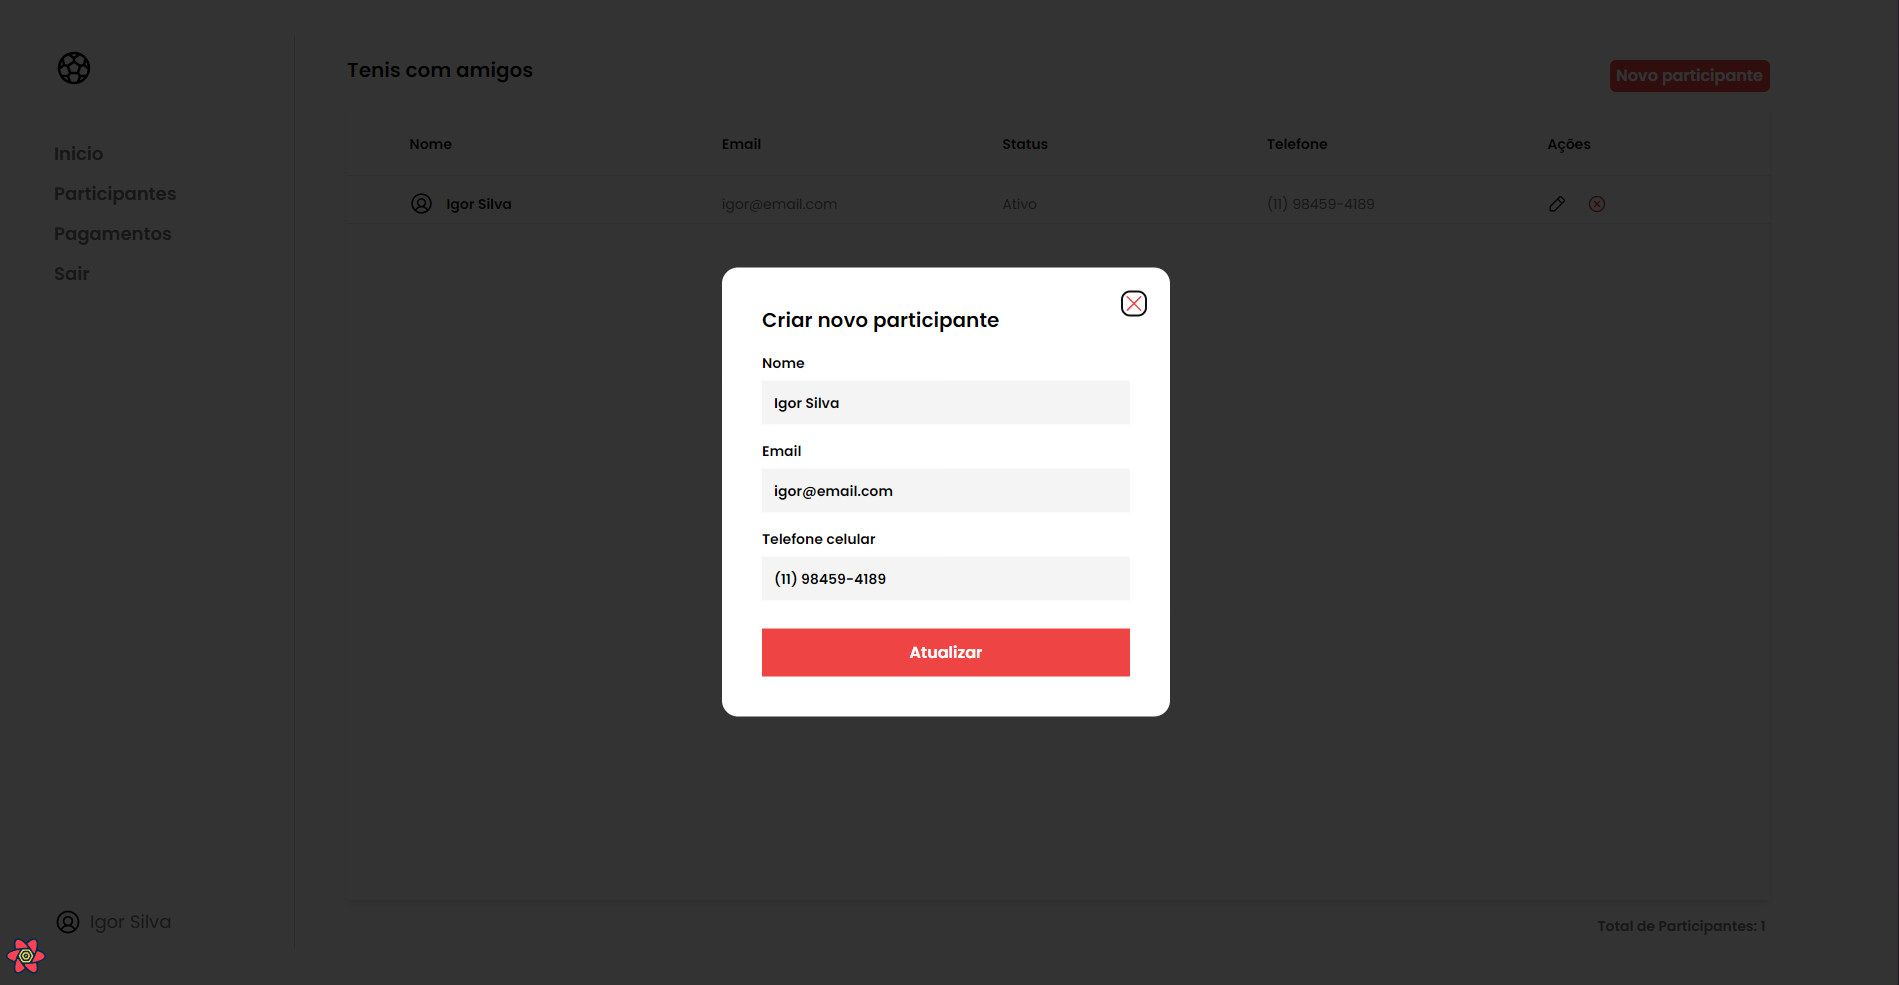 Tenis com amigos
Novo participante
Inicio
Participantes
Pagamentos
Sair
Nome Email Status Telefone Ações
Igor Silva igor@email.com Ativo (11) 98459-4189
Criar novo participante
Nome
Igor Silva
Email
igor@email.com
Telefone celular
(11) 98459-4189
Atualizar
Igor Silva
Total de Participantes: 1